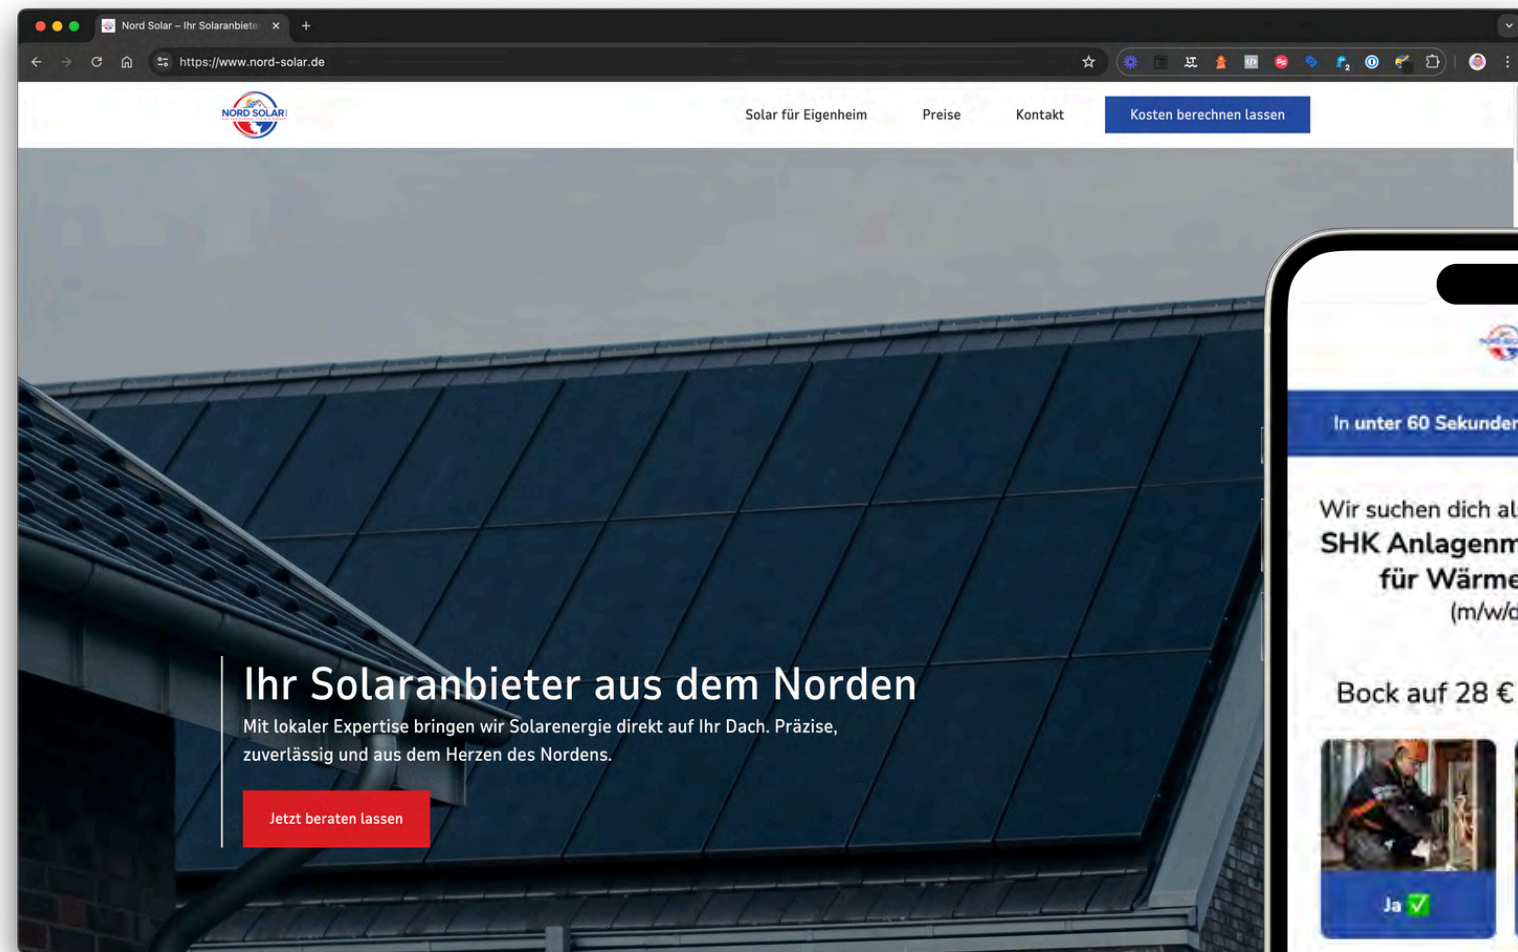 Nord Solar – Ihr Solaranbiete
https://www.nord-solar.de
2
NORD SOLAR
Solar für Eigenheim
Preise
Kontakt
Kosten berechnen lassen
Ihr Solaranbieter aus dem Norden
Mit lokaler Expertise bringen wir Solarenergie direkt auf Ihr Dach. Präzise,
zuverlässig und aus dem Herzen des Nordens.
Jetzt beraten lassen
In unter 60 Sekunden
Wir suchen dich al
SHK Anlagenm
für Wärme
(m/w/d
Bock auf 28 €
Ja ✅